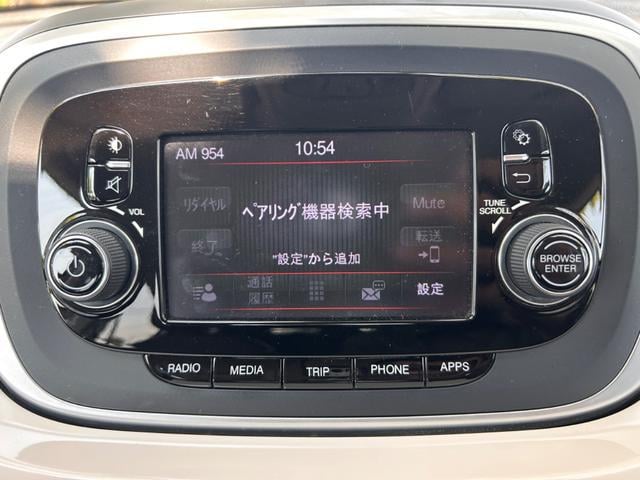 AM 954 10:54
リダイヤル Mute
ﾍﾟｱﾘﾝｸﾞ機器検索中
終了 転送
"設定"から追加
通話
履歴
設定
VOL
TUNE
SCROLL
BROWSE
ENTER
RADIO MEDIA TRIP PHONE APPS